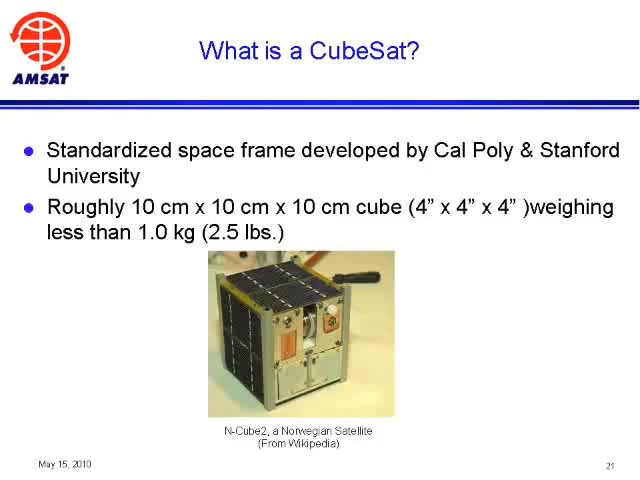 What is a CubeSat?
AMSAT®
Standardized space frame developed by Cal Poly & Stanford
University
Roughly 10 cm x 10 cm x 10 cm cube (4” x 4” x 4” )weighing
less than 1.0 kg (2.5 lbs.)
N-Cube2, a Norwegian Satellite
(From Wikipedia)
May 15, 2010
21